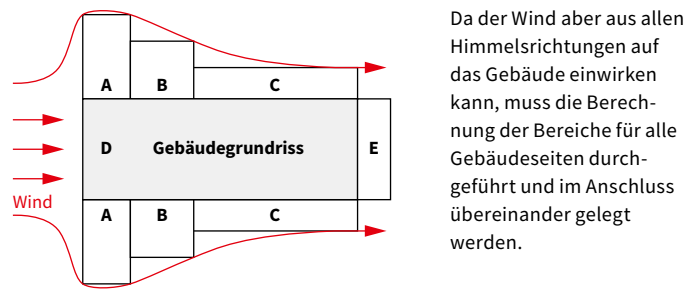 A B C
D Gebäudegrundriss E
Wind
A B C
Da der Wind aber aus allen
Himmelsrichtungen auf
das Gebäude einwirken
kann, muss die Berech-
nung der Bereiche für alle
Gebäudeseiten durch-
geführt und im Anschluss
übereinander gelegt
werden.